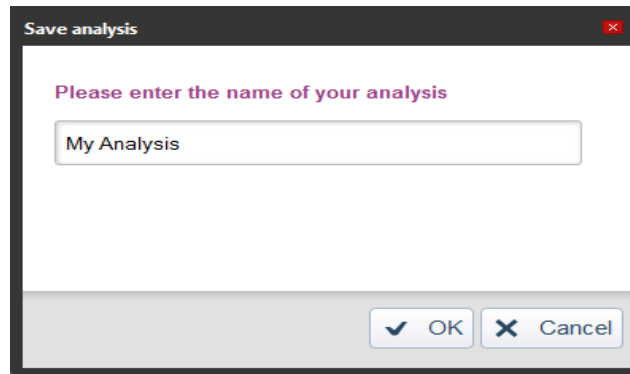 Save analysis
Please enter the name of your analysis
My Analysis
OK Cancel